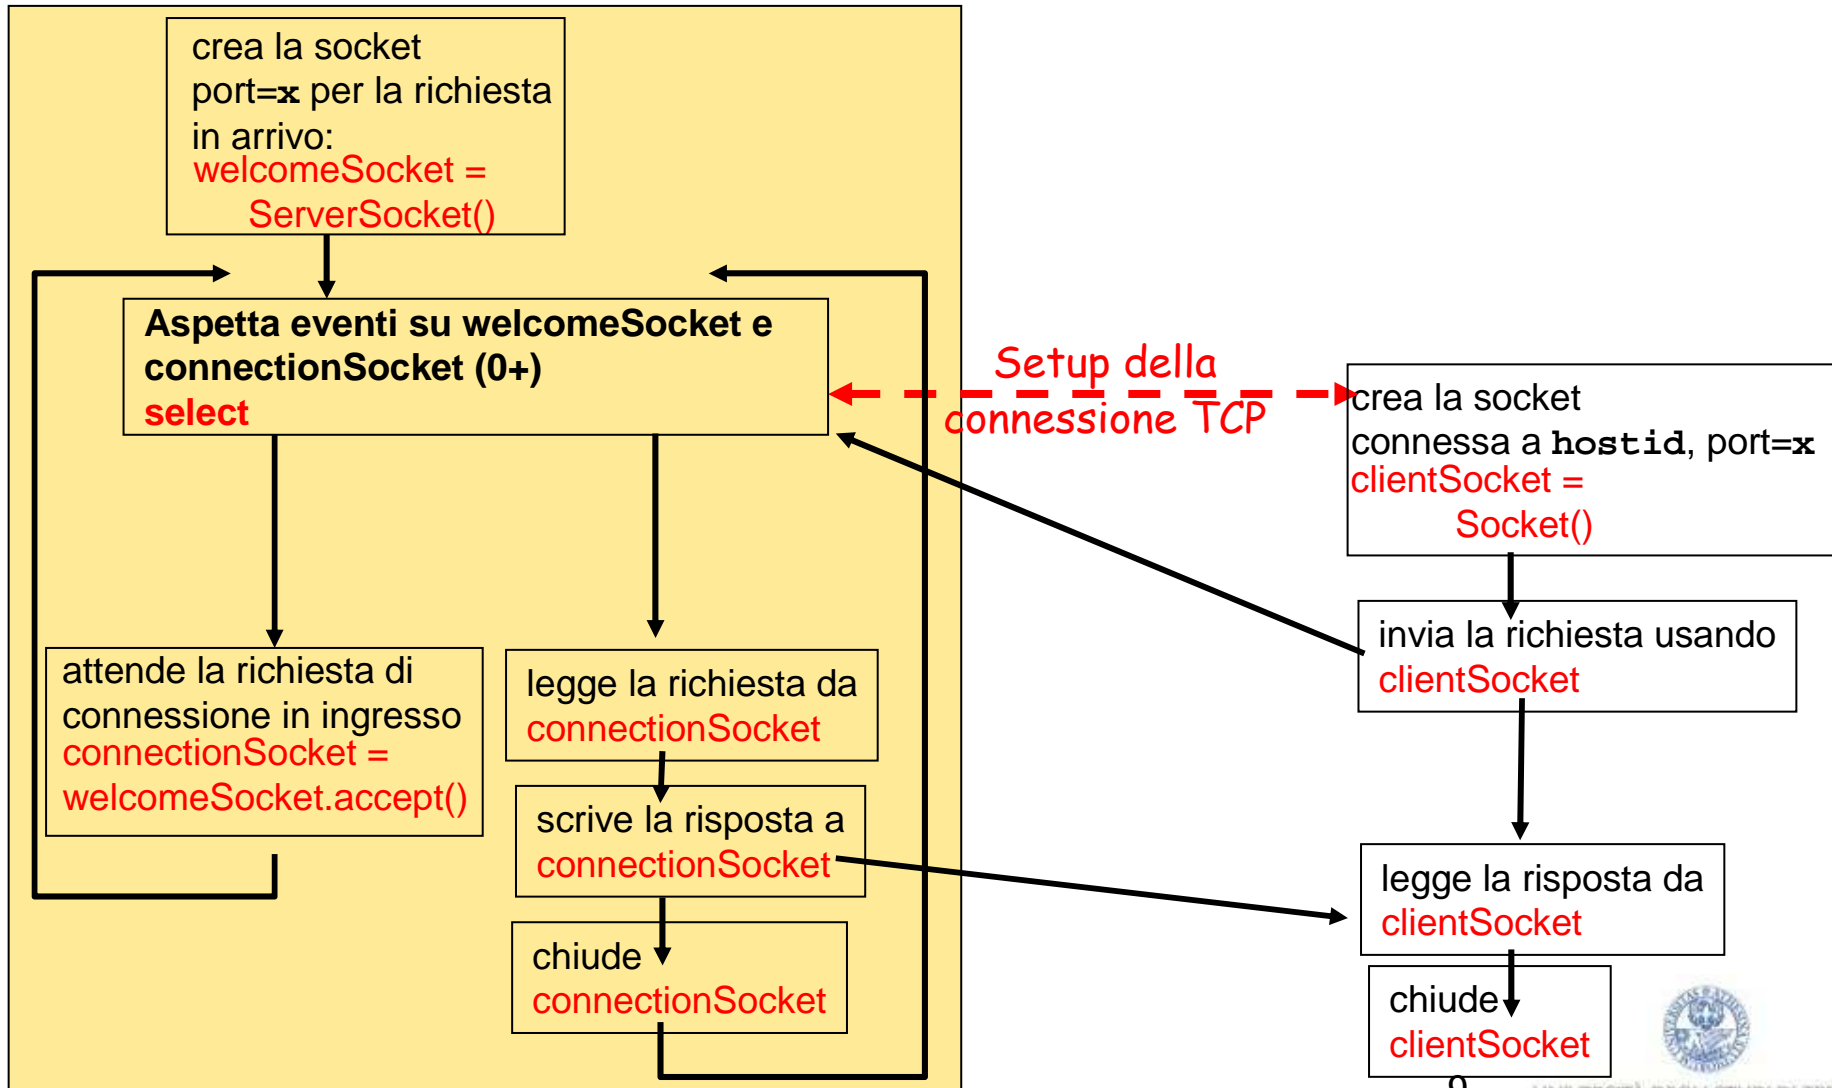 crea la socket
port=x per la richiesta
in arrivo:
welcomeSocket =
ServerSocket()
Aspetta eventi su welcomeSocket e
connectionSocket (0+)
select
Setup della
connessione TCP
crea la socket
connessa a hostid, port=x
clientSocket =
Socket()
attende la richiesta di
connessione in ingresso
connectionSocket =
welcomeSocket.accept()
legge la richiesta da
connectionSocket
invia la richiesta usando
clientSocket
scrive la risposta a
connectionSocket
legge la risposta da
clientSocket
chiude
connectionSocket
chiude
clientSocket